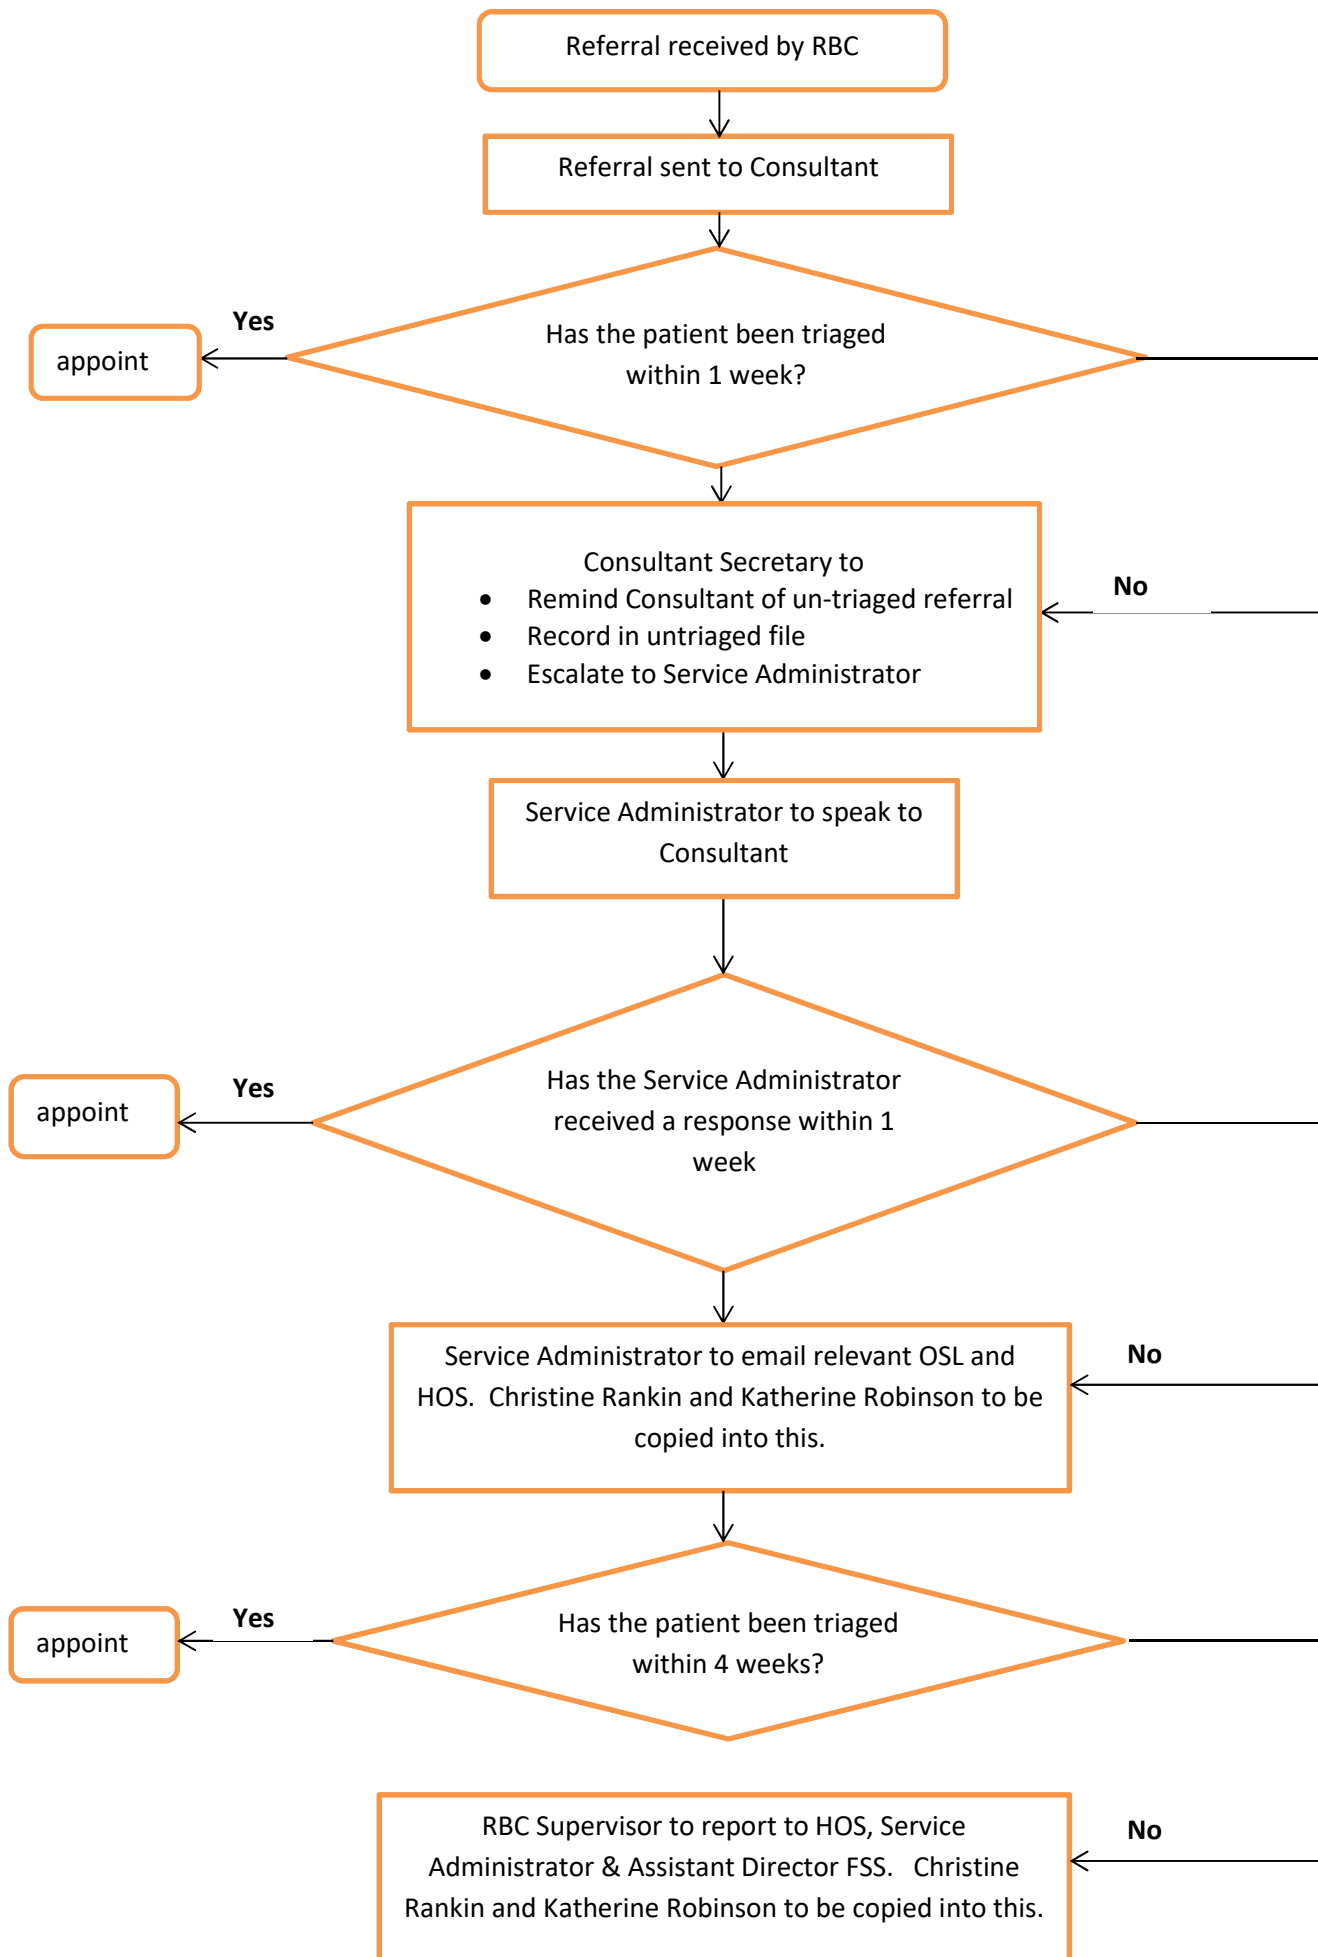 Referral received by RBC
Referral sent to Consultant
Yes
Has the patient been triaged
within 1 week?
appoint
Consultant Secretary to
• Remind Consultant of un-triaged referral
• Record in untriaged file
• Escalate to Service Administrator
No
Service Administrator to speak to
Consultant
Yes
Has the Service Administrator
received a response within 1
week
appoint
Service Administrator to email relevant OSL and
HOS. Christine Rankin and Katherine Robinson to be
copied into this.
No
Yes
Has the patient been triaged
within 4 weeks?
appoint
RBC Supervisor to report to HOS, Service
Administrator & Assistant Director FSS. Christine
Rankin and Katherine Robinson to be copied into this.
No